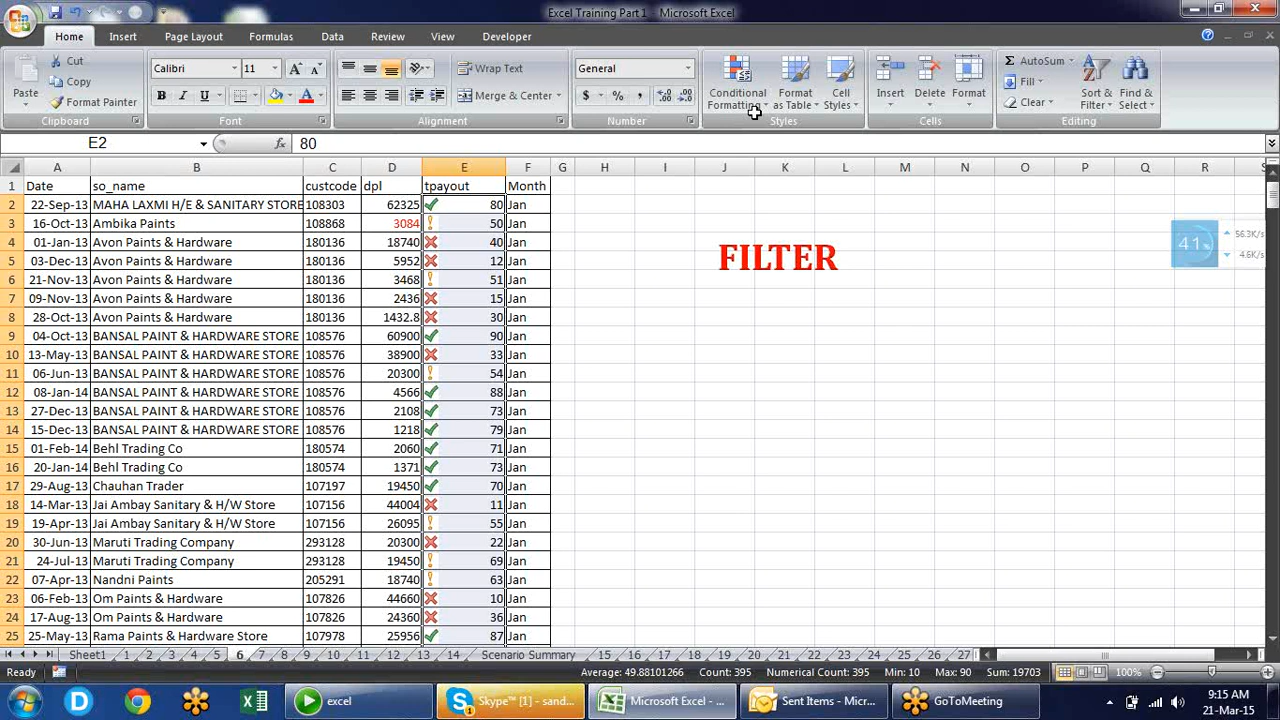 Excel Training Part 1 - Microsoft Excel
Home Insert Page Layout Formulas Data Review View Developer
Paste
Cut
Copy
Format Painter
Clipboard
Calibri 11
B I U A
Font
Wrap Text
Merge & Center
Alignment
General
$ % ,
Number
Conditional Formatting
Format as Table
Cell Styles
Styles
Insert Delete Format
Cells
Σ AutoSum
Fill
Clear
Sort & Filter
Find & Select
Editing
E2 fx 80
A B C D E F G H I J K L M N O P Q R S
1 Date so_name custcode dpl tpayout Month
2 22-Sep-13 MAHA LAXMI H/E & SANITARY STORE 108303 62325 80 Jan
3 16-Oct-13 Ambika Paints 108868 3084 50 Jan
4 01-Jan-13 Avon Paints & Hardware 180136 18740 40 Jan
5 03-Dec-13 Avon Paints & Hardware 180136 5952 12 Jan
6 21-Nov-13 Avon Paints & Hardware 180136 3468 51 Jan
7 09-Nov-13 Avon Paints & Hardware 180136 2436 15 Jan
8 28-Oct-13 Avon Paints & Hardware 180136 1432.8 30 Jan
9 04-Oct-13 BANSAL PAINT & HARDWARE STORE 108576 60900 90 Jan
10 13-May-13 BANSAL PAINT & HARDWARE STORE 108576 38900 33 Jan
11 06-Jun-13 BANSAL PAINT & HARDWARE STORE 108576 20300 54 Jan
12 08-Jan-14 BANSAL PAINT & HARDWARE STORE 108576 4566 88 Jan
13 27-Dec-13 BANSAL PAINT & HARDWARE STORE 108576 2108 73 Jan
14 15-Dec-13 BANSAL PAINT & HARDWARE STORE 108576 1218 79 Jan
15 01-Feb-14 Behl Trading Co 180574 2060 71 Jan
16 20-Jan-14 Behl Trading Co 180574 1371 73 Jan
17 29-Aug-13 Chauhan Trader 107197 19450 70 Jan
18 14-Mar-13 Jai Ambay Sanitary & H/W Store 107156 44004 11 Jan
19 19-Apr-13 Jai Ambay Sanitary & H/W Store 107156 26095 55 Jan
20 30-Jun-13 Maruti Trading Company 293128 20300 22 Jan
21 24-Jul-13 Maruti Trading Company 293128 19450 69 Jan
22 07-Apr-13 Nandni Paints 205291 18740 63 Jan
23 06-Feb-13 Om Paints & Hardware 107826 44660 10 Jan
24 17-Aug-13 Om Paints & Hardware 107826 24360 36 Jan
25 25-May-13 Rama Paints & Hardware Store 107978 25956 87 Jan
FILTER
41%
56.3K/s
4.6K/s
Sheet1 1 2 3 4 5 6 7 8 9 10 11 12 13 14 Scenario Summary 15 16 17 18 19 20 21 22 23 24 25 26 27
Ready Average: 49.88101266 Count: 395 Numerical Count: 395 Min: 10 Max: 90 Sum: 19703 100%
excel
Skype™ [1] - sand...
Microsoft Excel - ...
Sent Items - Micr...
GoToMeeting
9:15 AM
21-Mar-15